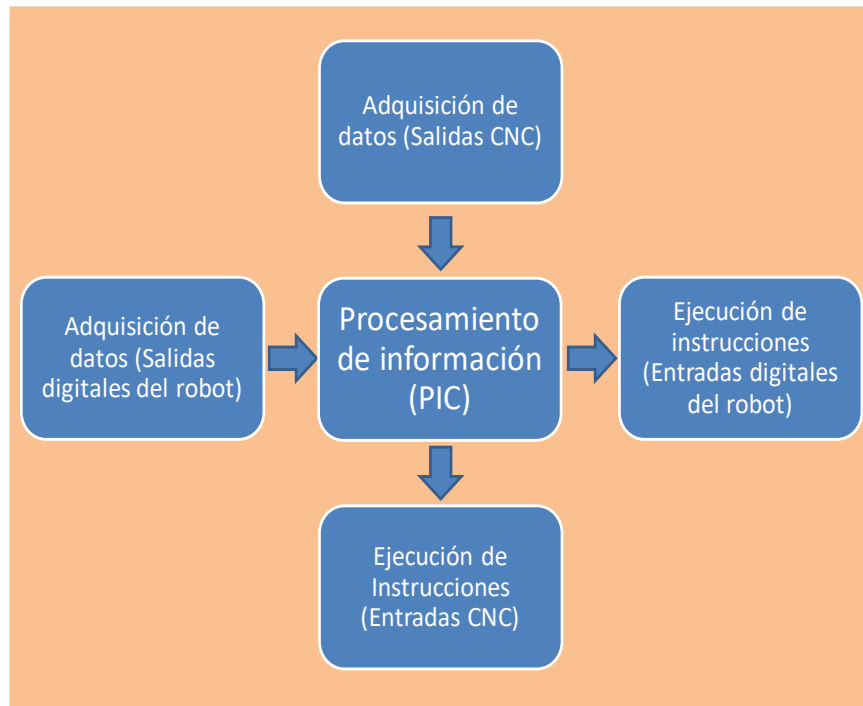 Adquisición de
datos (Salidas CNC)
Adquisición de
datos (Salidas
digitales del robot)
Procesamiento
de información
(PIC)
Ejecución de
instrucciones
(Entradas digitales
del robot)
Ejecución de
Instrucciones
(Entradas CNC)